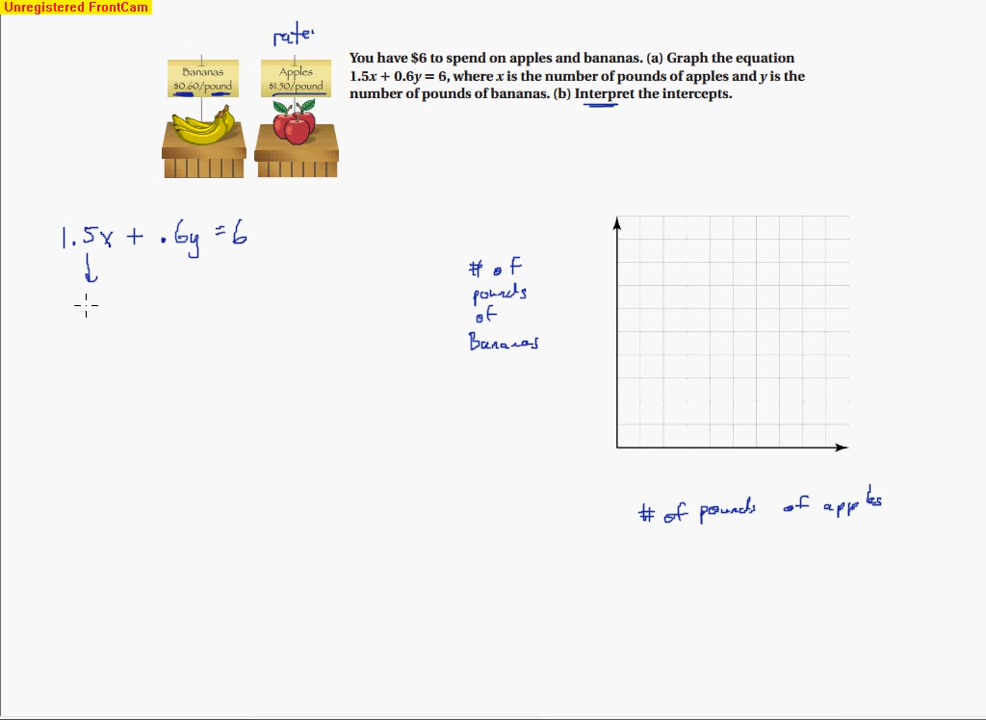 Unregistered FrontCam
rate
Bananas
$0.60/pound
Apples
$1.50/pound
You have $6 to spend on apples and bananas. (a) Graph the equation
1.5x + 0.6y = 6, where x is the number of pounds of apples and y is the
number of pounds of bananas. (b) Interpret the intercepts.
1.5x + .6y = 6
# of
pounds
of
Bananas
# of pounds of apples